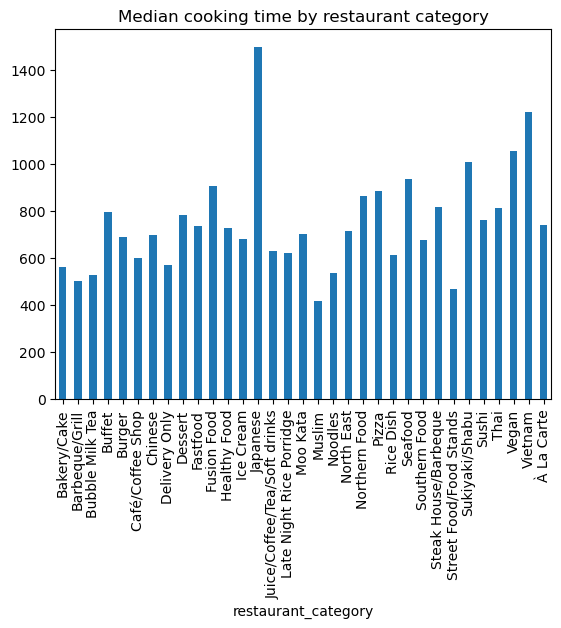 Median cooking time by restaurant category
1400
1200
1000
800
600
400
200
0
Bakery/Cake
Barbeque/Grill
Bubble Milk Tea
Buffet
Burger
Café/Coffee Shop
Chinese
Delivery Only
Dessert
Fastfood
Fusion Food
Healthy Food
Ice Cream
Japanese
Juice/Coffee/Tea/Soft drinks
Late Night Rice Porridge
Moo Kata
Muslim
Noodles
North East
Northern Food
Pizza
Rice Dish
Seafood
Southern Food
Steak House/Barbeque
Street Food/Food Stands
Sukiyaki/Shabu
Sushi
Thai
Vegan
Vietnam
À La Carte
restaurant_category